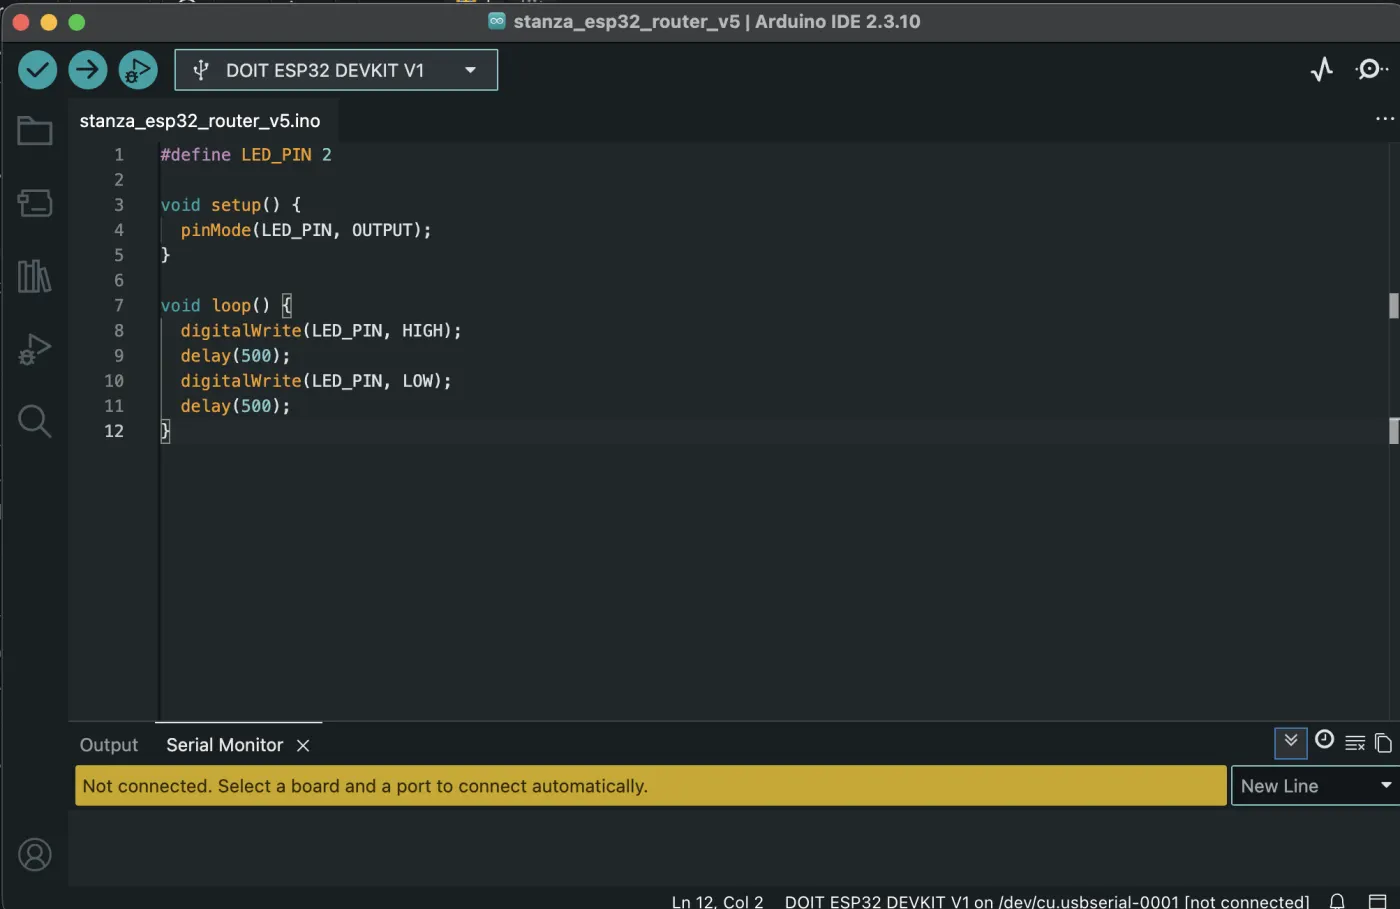 stanza_esp32_router_v5 | Arduino IDE 2.3.10
DOIT ESP32 DEVKIT V1
stanza_esp32_router_v5.ino
1 #define LED_PIN 2
2
3 void setup() {
4   pinMode(LED_PIN, OUTPUT);
5 }
6
7 void loop() {
8   digitalWrite(LED_PIN, HIGH);
9   delay(500);
10   digitalWrite(LED_PIN, LOW);
11   delay(500);
12 }
Output Serial Monitor
Not connected. Select a board and a port to connect automatically.
New Line
Ln 12, Col 2 DOIT ESP32 DEVKIT V1 on /dev/cu.usbserial-0001 [not connected]